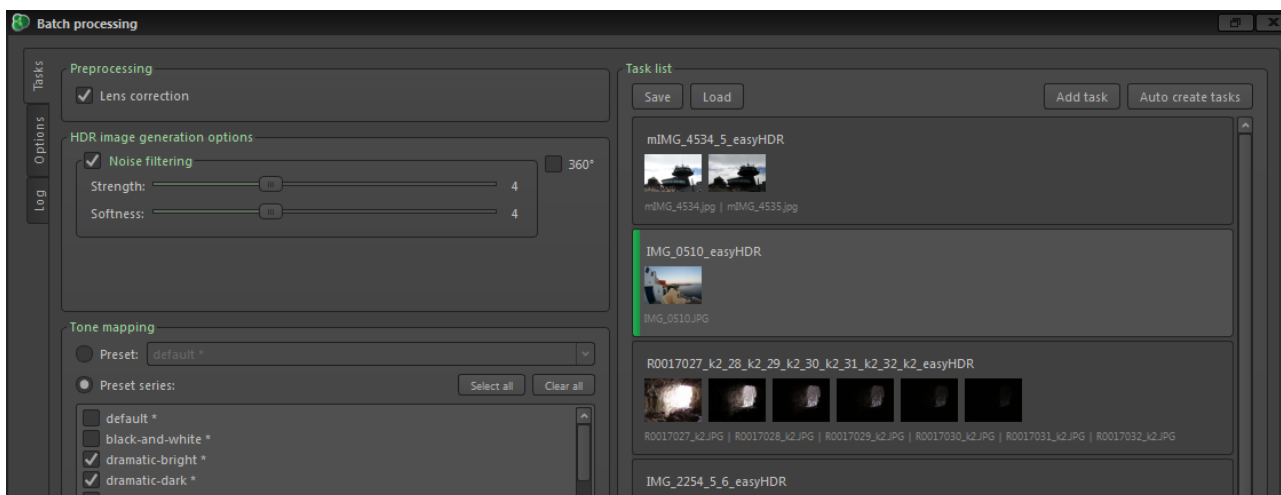 Batch processing
Tasks
Options
Log
Preprocessing
Lens correction
HDR image generation options
Noise filtering
360°
Strength: 4
Softness: 4
Tone mapping
Preset: default *
Preset series: Select all Clear all
default *
black-and-white *
dramatic-bright *
dramatic-dark *
Task list
Save Load Add task Auto create tasks
mIMG_4534_5_easyHDR
mIMG_4534.jpg | mIMG_4535.jpg
IMG_0510_easyHDR
IMG_0510.JPG
R0017027_k2_28_k2_29_k2_30_k2_31_k2_32_k2_easyHDR
R0017027_k2.JPG | R0017028_k2.JPG | R0017029_k2.JPG | R0017030_k2.JPG | R0017031_k2.JPG | R0017032_k2.JPG
IMG_2254_5_6_easyHDR